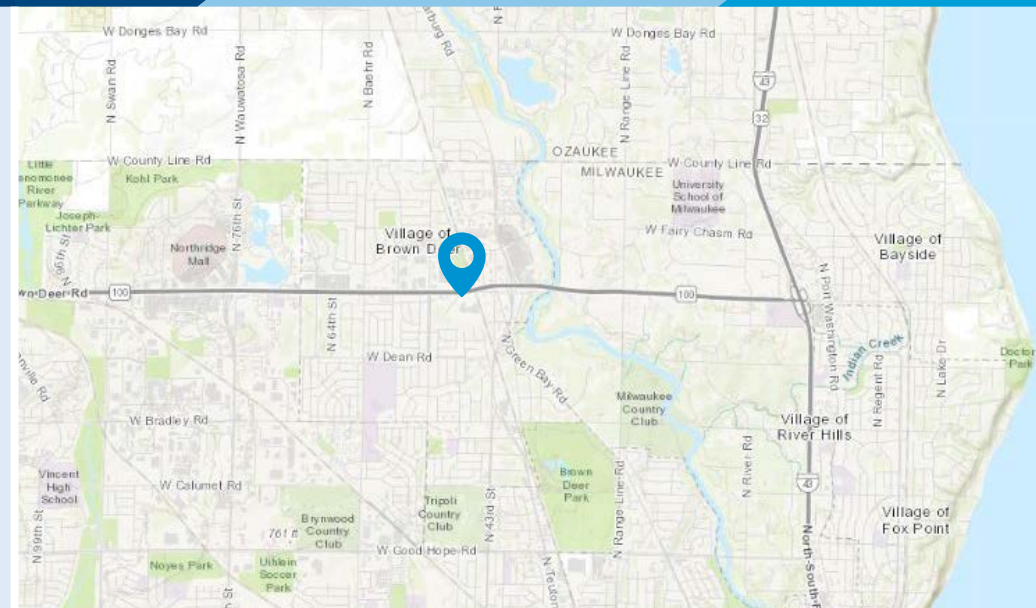 W Donges Bay Rd
W Donges Bay Rd
N Swan Rd
N Wauwatosa Rd
N Baehr Rd
N Range Line Rd
43
32
OZAUKEE
MILWAUKEE
W County Line Rd
W County Line Rd
Little
River
Parkway
Kohl Park
University
School of
Milwaukee
Joseph-
Lichter Park
N 96th St
N 76th St
Northridge
Mall
Village of
Brown Deer
W Fairy Chasm Rd
Village of
Bayside
wn-Deer-Rd
100
100
N 64th St
N Port Washington Rd
Indian Creek
N Regent Rd
N Lake Dr
Doctor
Park
W Dean Rd
N Green Bay Rd
Milwaukee
Country
Club
W Bradley Rd
Village of
River Hills
Vincent
High
School
W Calumet Rd
Brown
Deer
Park
N River Rd
43
N 99th St
761 ft
Brynwood
Country
Club
Tripoli
Country
Club
N 43rd St
N Range Line Rd
Village of
Fox Point
W Good Hope Rd
Noyes Park
Uihlein
Soccer
Park
St
N Teuton
North-South-F